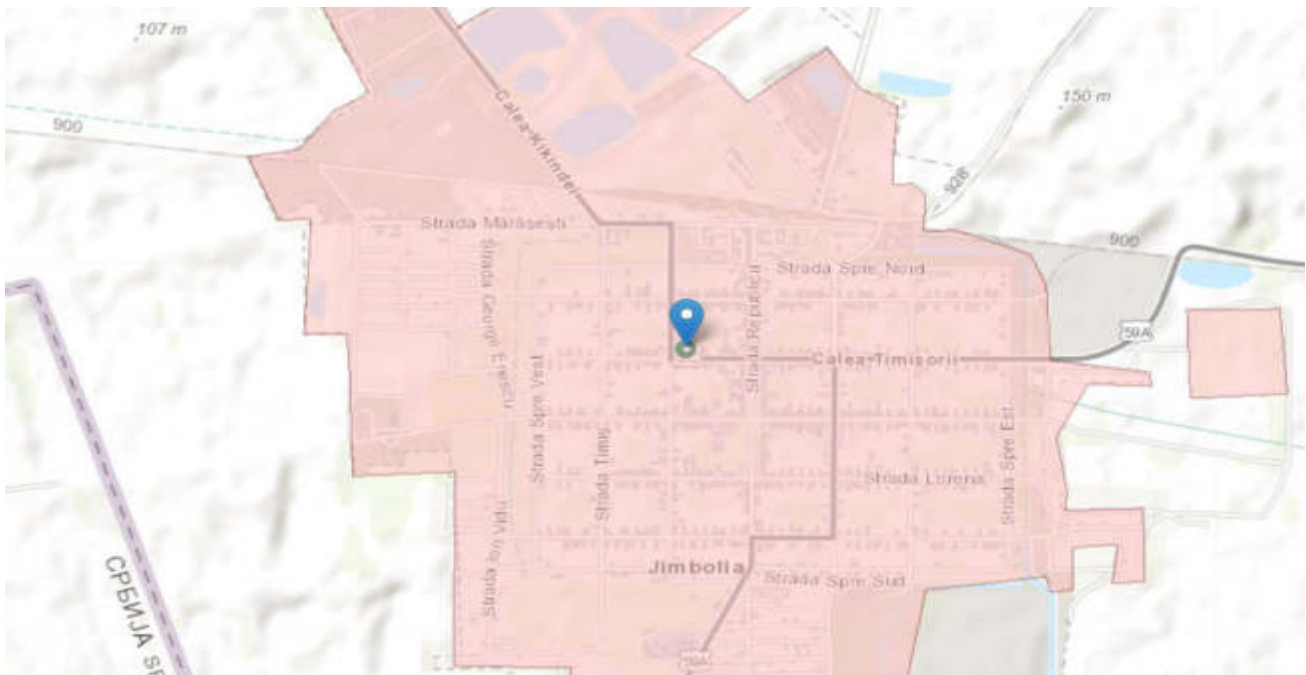 107 m
150 m
900
Calea Kikindei
928
Strada Mărășești
900
Strada Spre Nord
Strada George Enescu
Strada Republicii
59A
Calea Timișorii
Strada Spre Vest
Strada Timiș
Strada Spre Est
Strada Lorena
Strada Ion Vidu
Jimbolia
Strada Spre Sud
СРБИЈА
59A